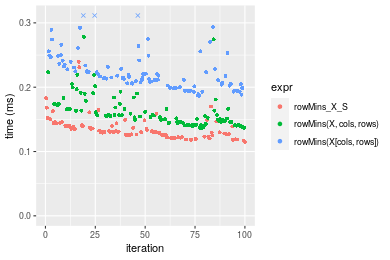 0.3
0.2
0.1
0.0
time (ms)
0
25
50
75
100
iteration
expr
rowMins_X_S
rowMins(X, cols, rows)
rowMins(X[cols, rows])